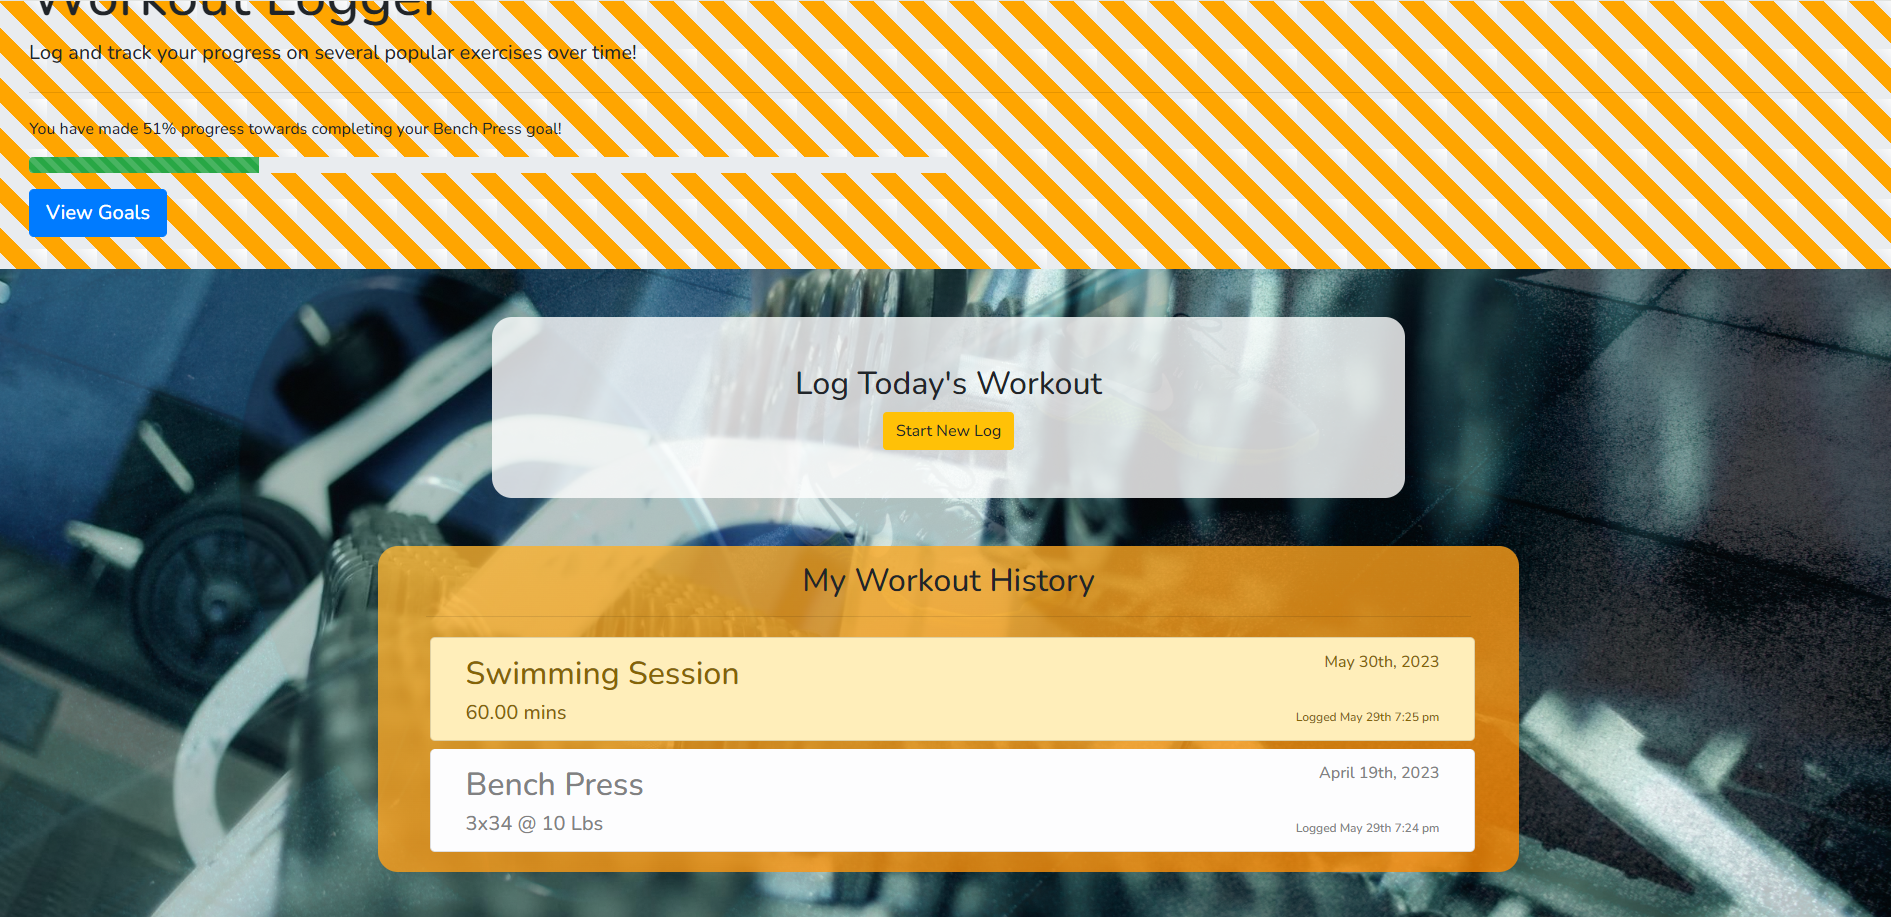 Workout Logger
Log and track your progress on several popular exercises over time!
You have made 51% progress towards completing your Bench Press goal!
View Goals
Log Today's Workout
Start New Log
My Workout History
Swimming Session
May 30th, 2023
60.00 mins
Logged May 29th 7:25 pm
Bench Press
April 19th, 2023
3x34 @ 10 Lbs
Logged May 29th 7:24 pm